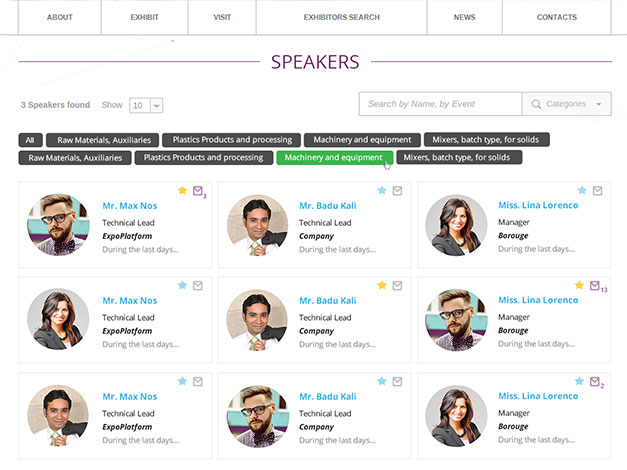 ABOUT EXHIBIT VISIT EXHIBITORS SEARCH NEWS CONTACTS
SPEAKERS
3 Speakers found Show 10 Search by Name, by Event Categories
All Raw Materials, Auxiliaries Plastics Products and processing Machinery and equipment Mixers, batch type, for solids
Raw Materials, Auxiliaries Plastics Products and processing Machinery and equipment Mixers, batch type, for solids
Mr. Max Nos
3
Technical Lead
ExpoPlatform
During the last days...
Mr. Badu Kali
Technical Lead
Company
During the last days...
Miss. Lina Lorenco
Manager
Borouge
During the last days...
Mr. Max Nos
Technical Lead
ExpoPlatform
During the last days...
Mr. Badu Kali
Technical Lead
Company
During the last days...
13
Miss. Lina Lorenco
Manager
Borouge
During the last days...
Mr. Max Nos
Technical Lead
ExpoPlatform
During the last days...
Mr. Badu Kali
Technical Lead
Company
During the last days...
2
Miss. Lina Lorenco
Manager
Borouge
During the last days...